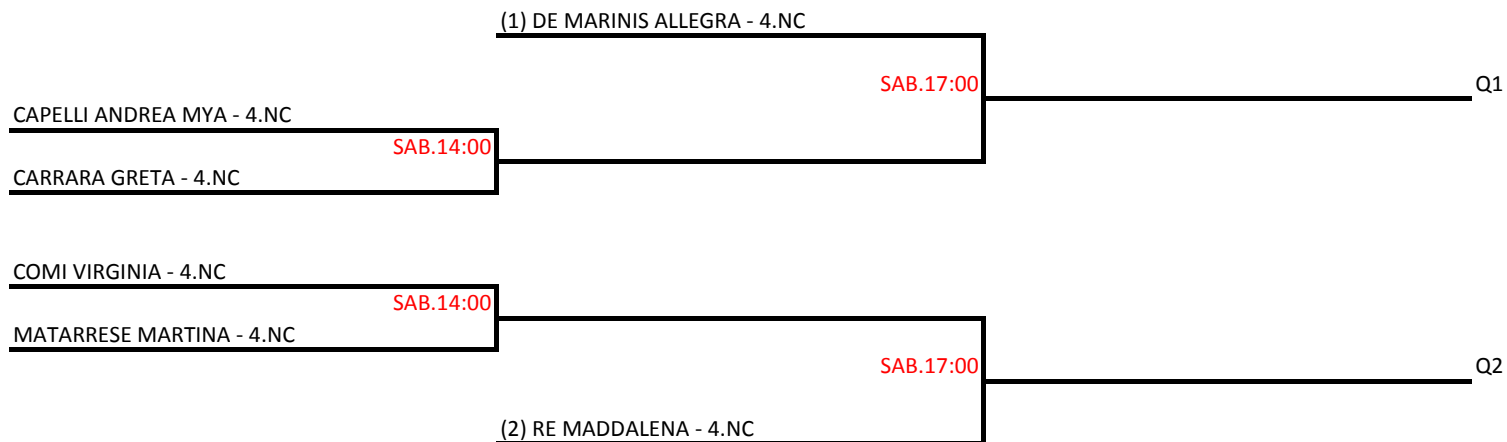 (1) DE MARINIS ALLEGRA - 4.NC
SAB.17:00
Q1
CAPELLI ANDREA MYA - 4.NC
SAB.14:00
CARRARA GRETA - 4.NC
COMI VIRGINIA - 4.NC
SAB.14:00
MATARRESE MARTINA - 4.NC
SAB.17:00
Q2
(2) RE MADDALENA - 4.NC